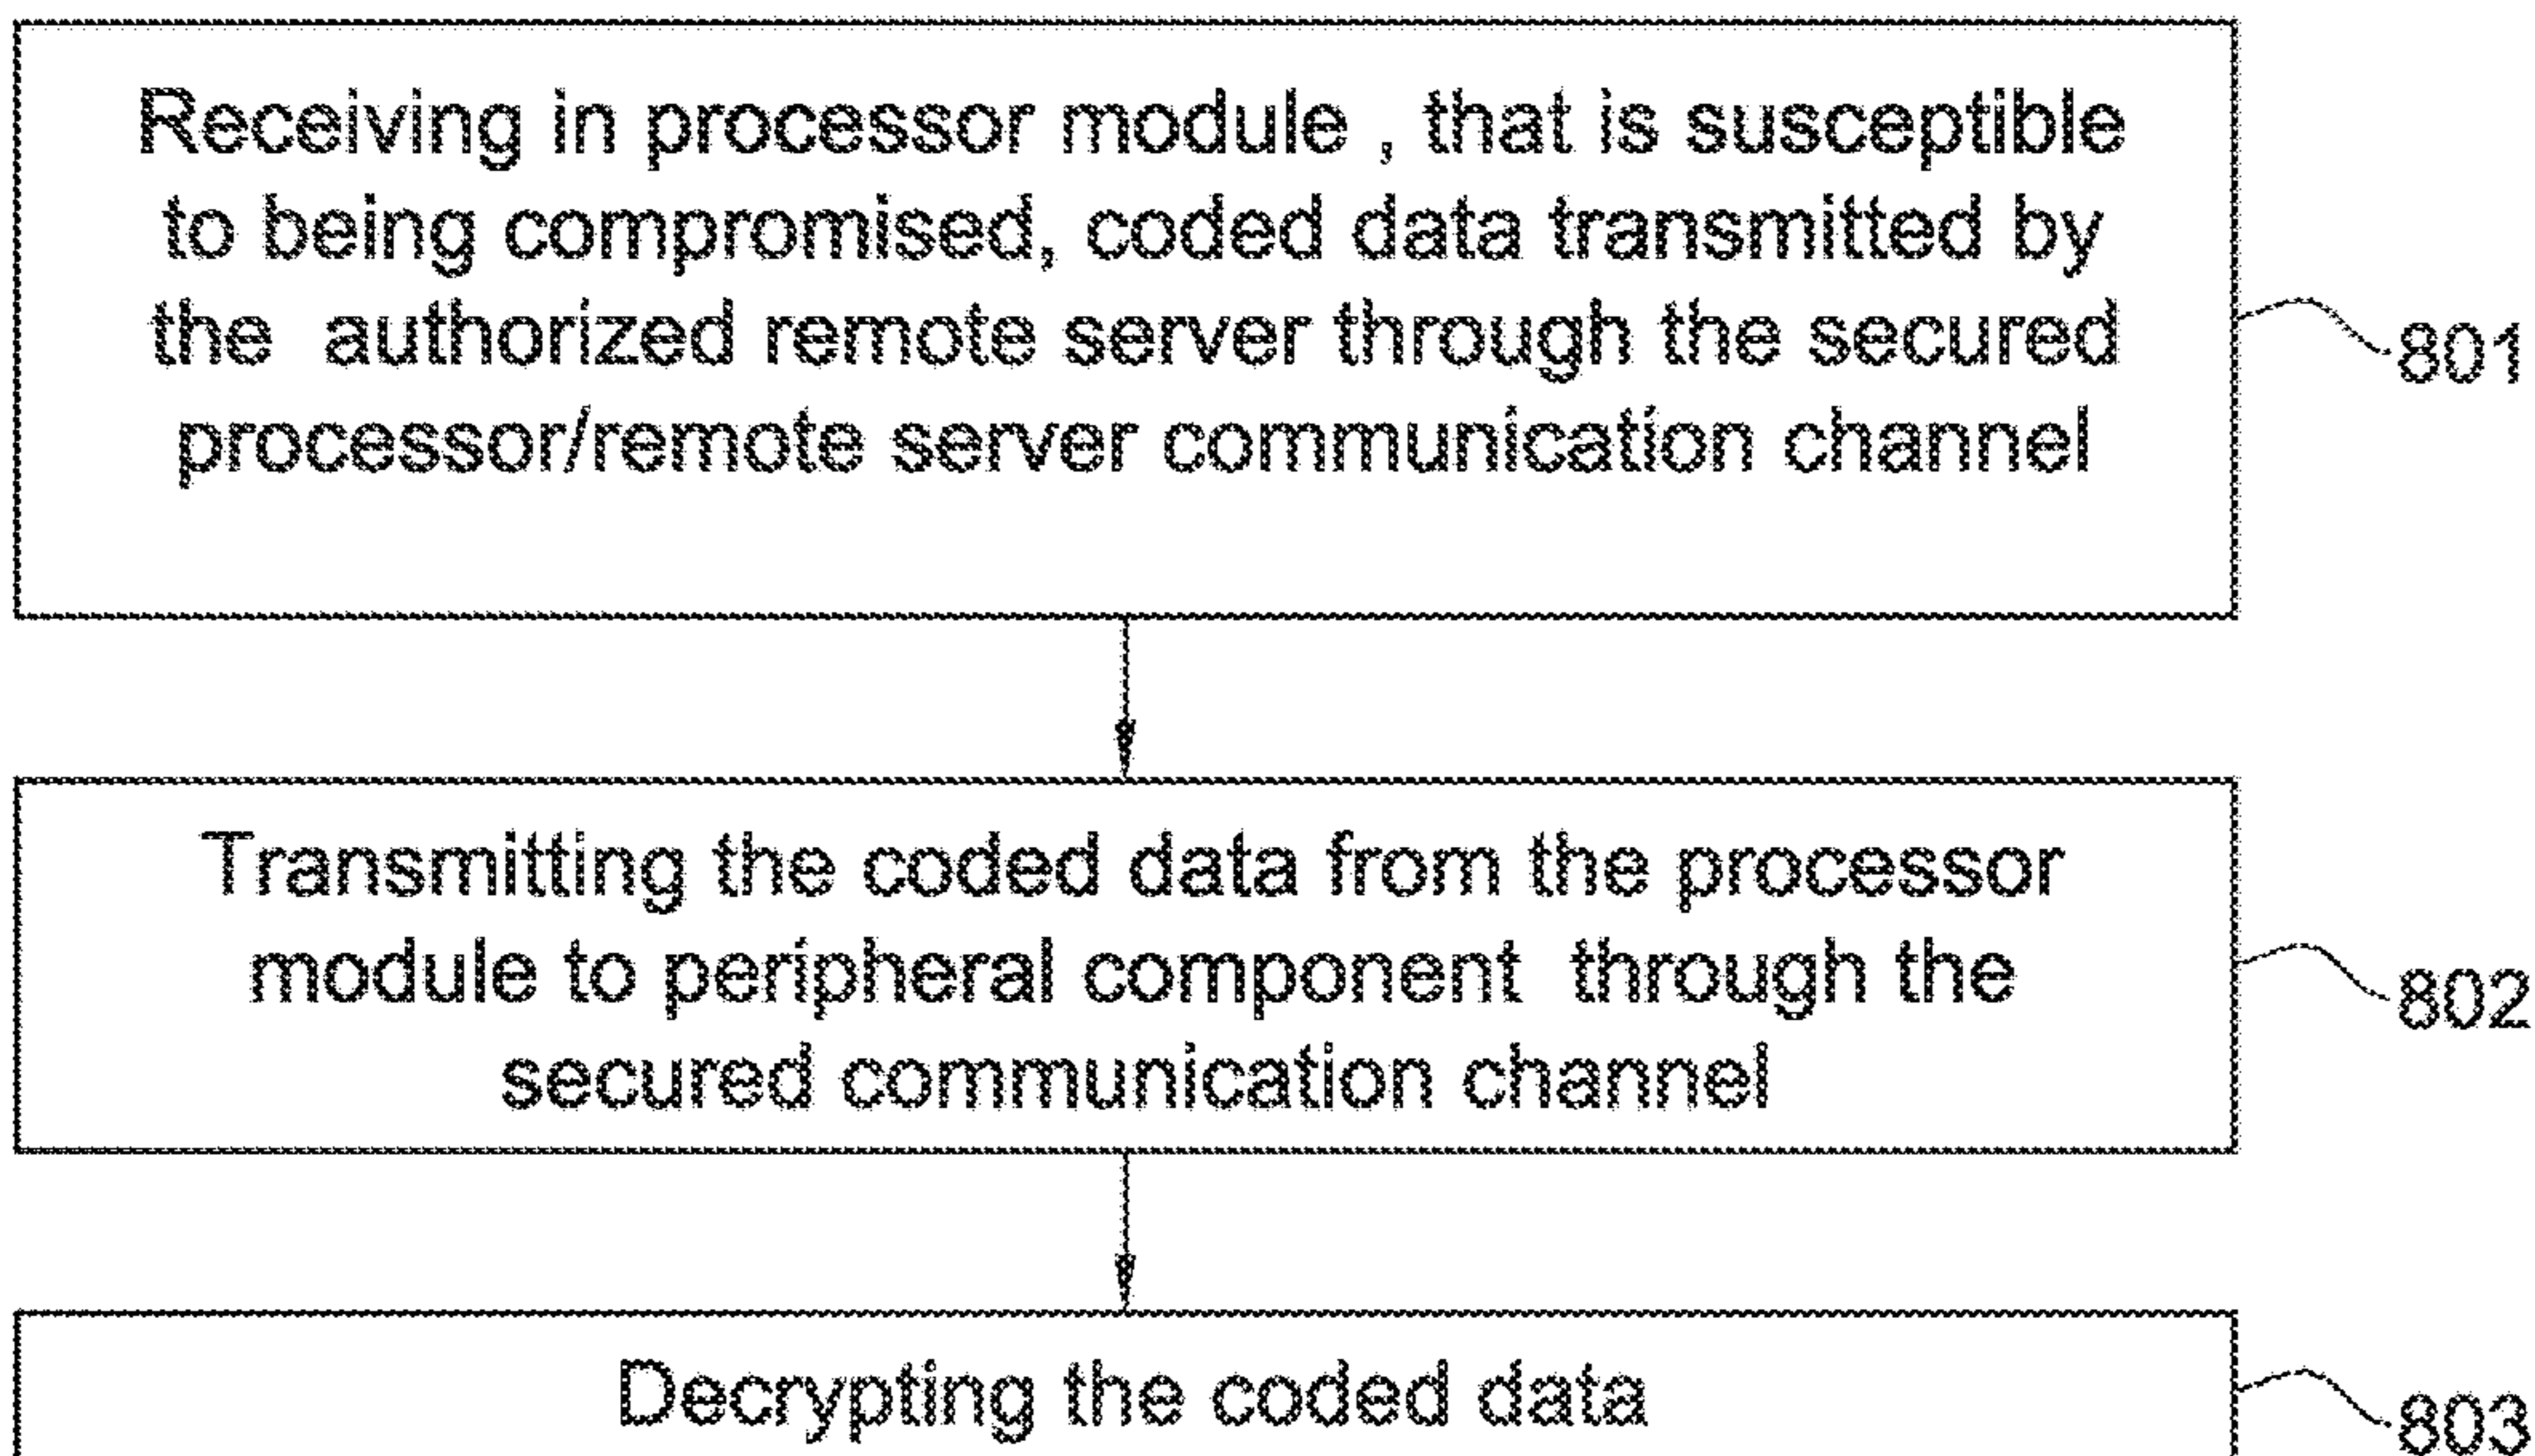 Receiving in processor module , that is susceptible
to being compromised, coded data transmitted by
the authorized remote server through the secured
processor/remote server communication channel
801
Transmitting the coded data from the processor
module to peripheral component through the
secured communication channel
802
Decrypting the coded data
803